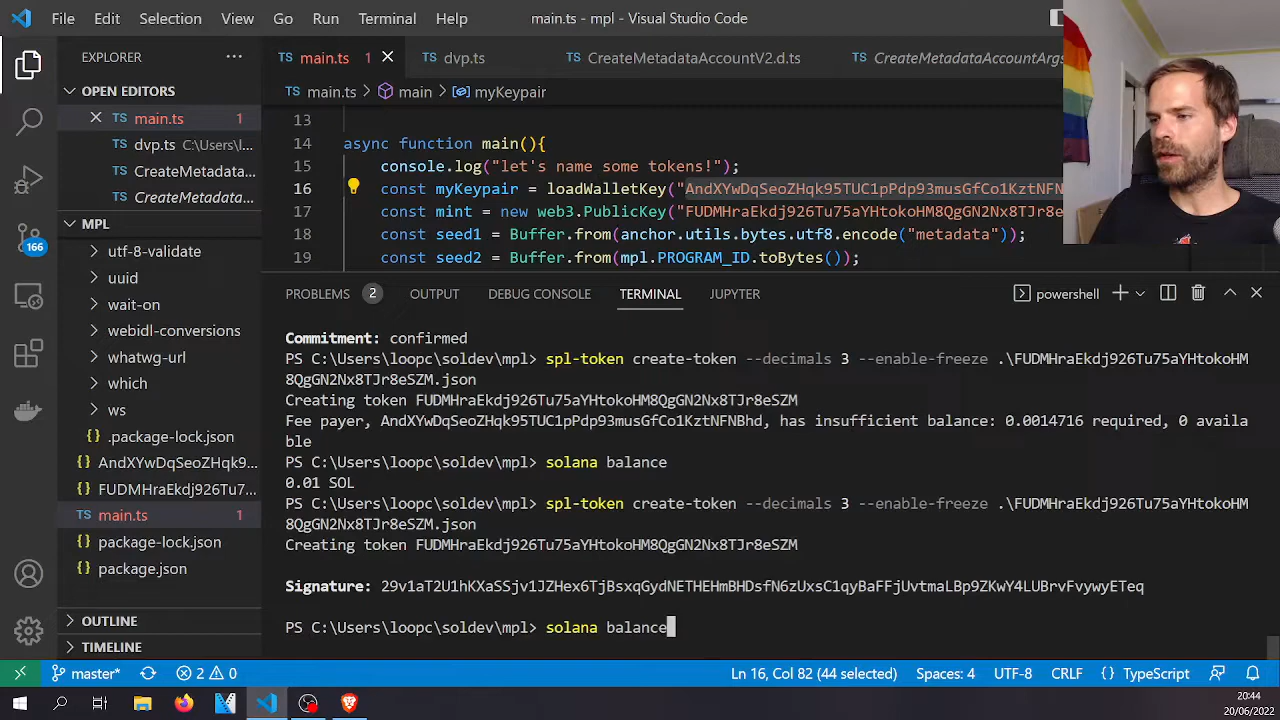 File Edit Selection View Go Run Terminal Help main.ts - mpl - Visual Studio Code
EXPLORER
TS main.ts 1 TS dvp.ts TS CreateMetadataAccountV2.d.ts TS CreateMetadataAccountArgs
OPEN EDITORS
main.ts > main > myKeypair
TS main.ts 1
TS dvp.ts C:\Users\l...
TS CreateMetadata...
TS CreateMetadata...
13
14 async function main(){
15 console.log("let's name some tokens!");
16 const myKeypair = loadWalletKey("AndXYwDqSeoZHqk95TUC1pPdp93musGfCo1KztNFN
17 const mint = new web3.PublicKey("FUDMHraEkdj926Tu75aYHtokoHM8QgGN2Nx8TJr8e
18 const seed1 = Buffer.from(anchor.utils.bytes.utf8.encode("metadata"));
19 const seed2 = Buffer.from(mpl.PROGRAM_ID.toBytes());
MPL
166
utf-8-validate
uuid
wait-on
webidl-conversions
whatwg-url
which
ws
{} .package-lock.json
{} AndXYwDqSeoZHqk9...
{} FUDMHraEkdj926Tu7...
TS main.ts 1
{} package-lock.json
{} package.json
OUTLINE
TIMELINE
PROBLEMS 2 OUTPUT DEBUG CONSOLE TERMINAL JUPYTER powershell
Commitment: confirmed
PS C:\Users\loopc\soldev\mpl> spl-token create-token --decimals 3 --enable-freeze .\FUDMHraEkdj926Tu75aYHtokoHM
8QgGN2Nx8TJr8eSZM.json
Creating token FUDMHraEkdj926Tu75aYHtokoHM8QgGN2Nx8TJr8eSZM
Fee payer, AndXYwDqSeoZHqk95TUC1pPdp93musGfCo1KztNFNBhd, has insufficient balance: 0.0014716 required, 0 availa
ble
PS C:\Users\loopc\soldev\mpl> solana balance
0.01 SOL
PS C:\Users\loopc\soldev\mpl> spl-token create-token --decimals 3 --enable-freeze .\FUDMHraEkdj926Tu75aYHtokoHM
8QgGN2Nx8TJr8eSZM.json
Creating token FUDMHraEkdj926Tu75aYHtokoHM8QgGN2Nx8TJr8eSZM
Signature: 29v1aT2U1hKXaSSjv1JZHex6TjBsxqGydNETHEHmBHDsfN6zUxsC1qyBaFFjUvtmaLBp9ZKwY4LUBrvFvywyETeq
PS C:\Users\loopc\soldev\mpl> solana balance
master* 2 0 Ln 16, Col 82 (44 selected) Spaces: 4 UTF-8 CRLF {} TypeScript
20:44
20/06/2022